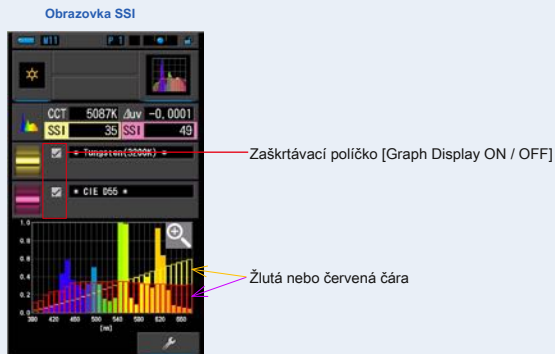 Obrazovka SSI
M11 P 1
CCT 5087K Δuv -0,0001
SSI 35 SSI 49
* Tungsten(3200K) *
Zaškrtávací políčko [Graph Display ON / OFF]
* CIE D55 *
1.0
0.8
0.6
0.4
0.2
0.0
Žlutá nebo červená čára
380 420 460 500 540 580 620 660
[nm]